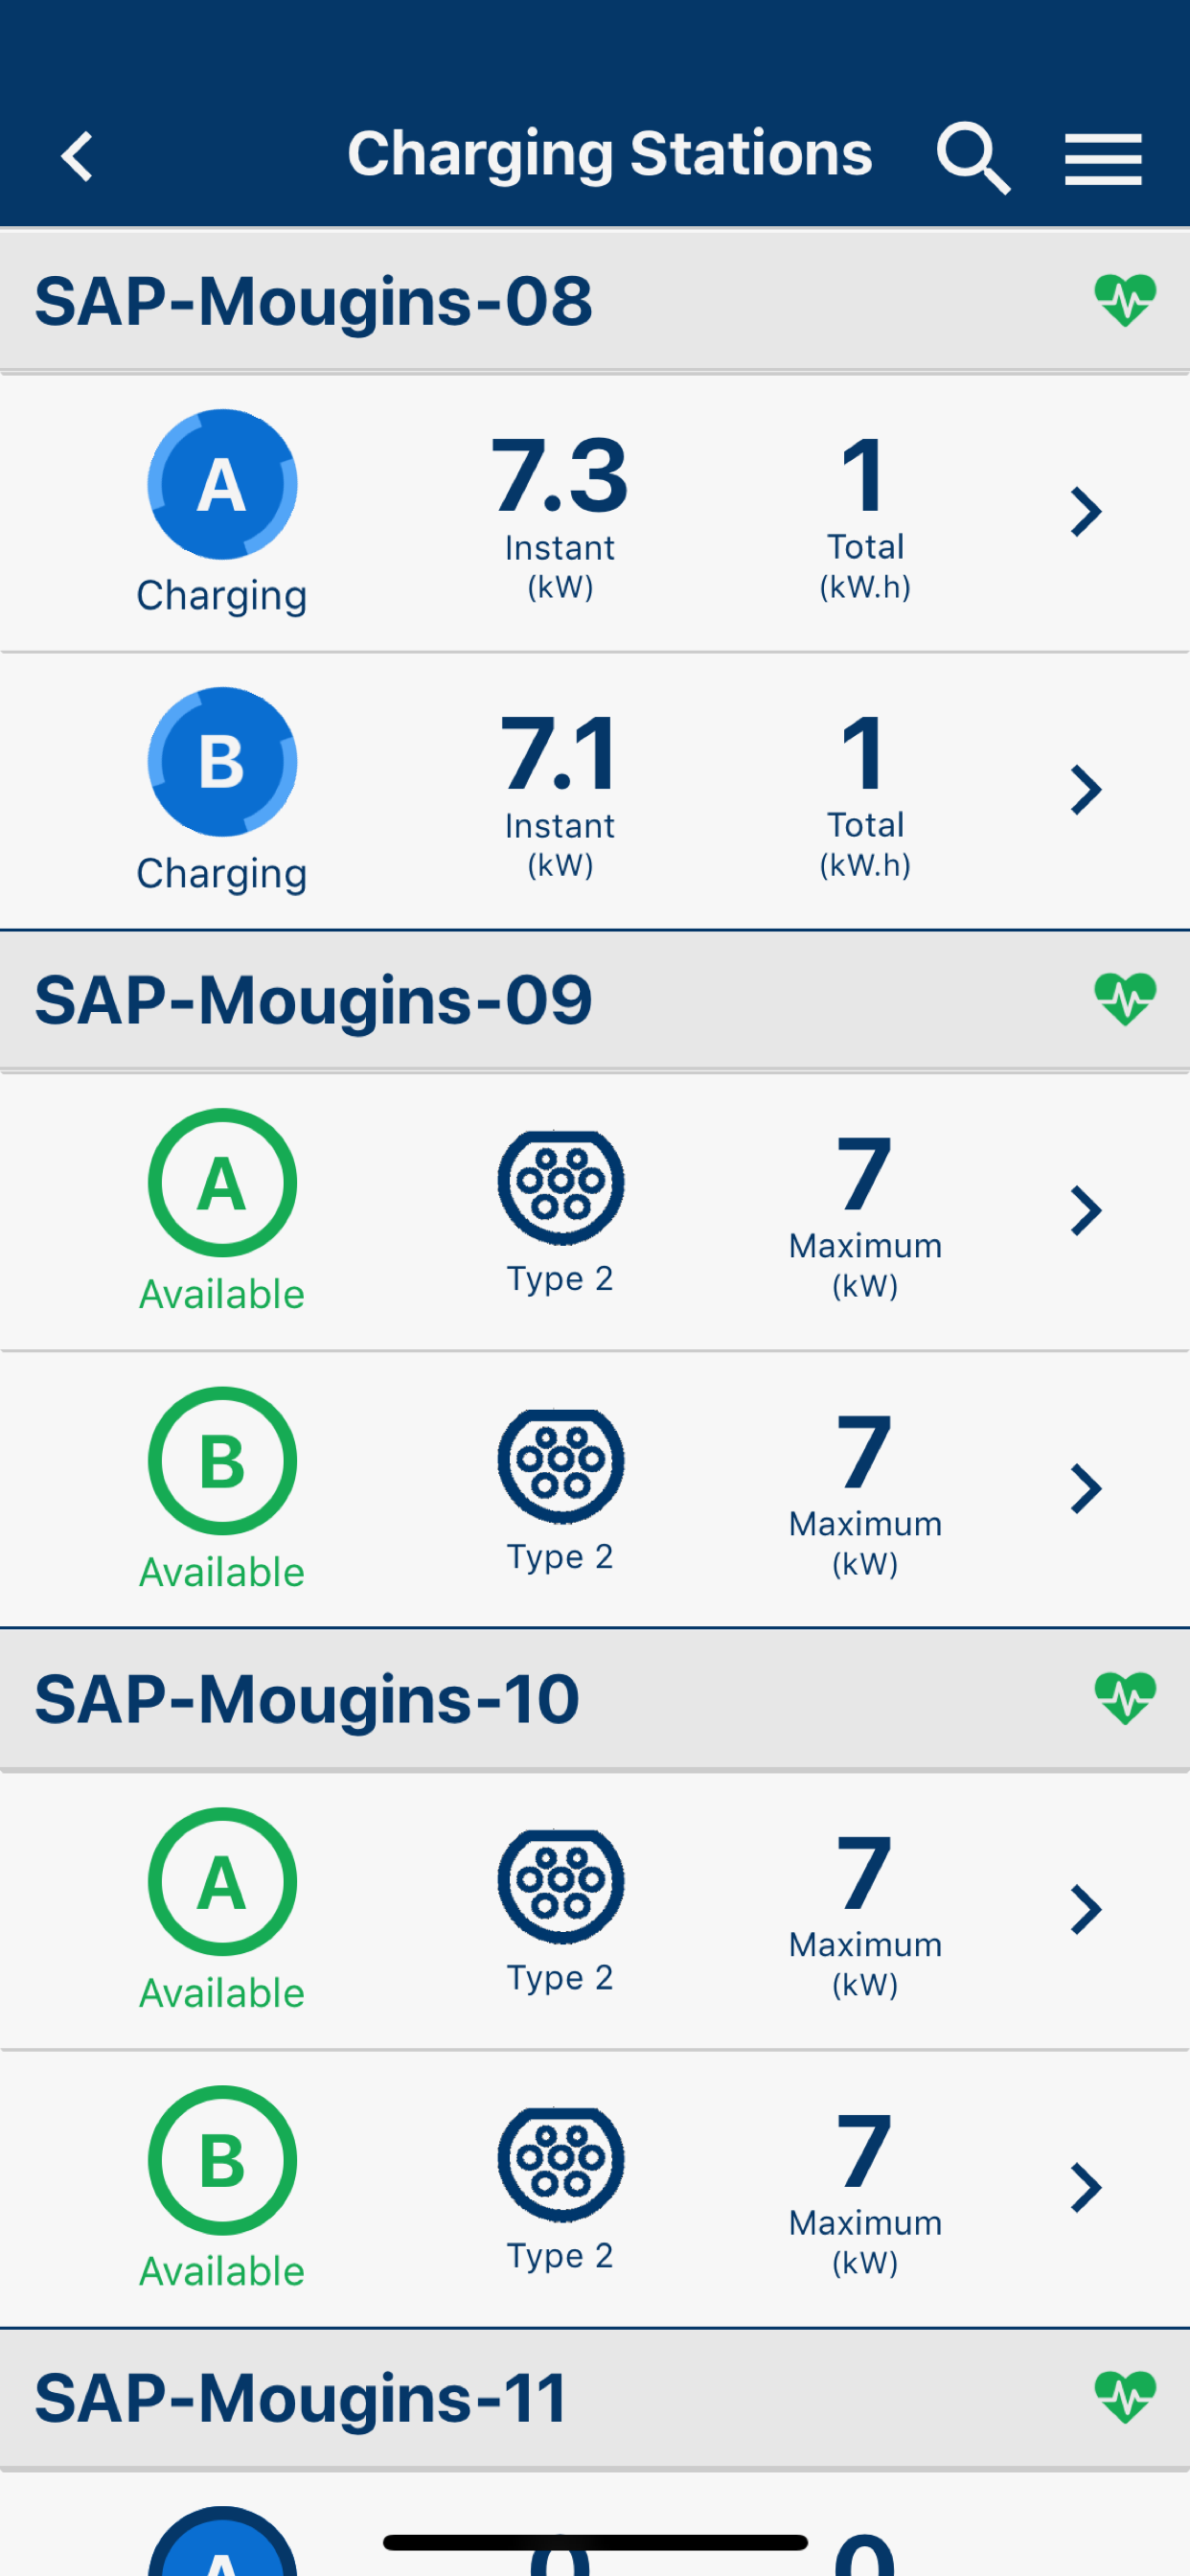 Charging Stations
SAP-Mougins-08
A
Charging
7.3
Instant
(kW)
1
Total
(kW.h)
B
Charging
7.1
Instant
(kW)
1
Total
(kW.h)
SAP-Mougins-09
A
Available
Type 2
7
Maximum
(kW)
B
Available
Type 2
7
Maximum
(kW)
SAP-Mougins-10
A
Available
Type 2
7
Maximum
(kW)
B
Available
Type 2
7
Maximum
(kW)
SAP-Mougins-11
A
0
0